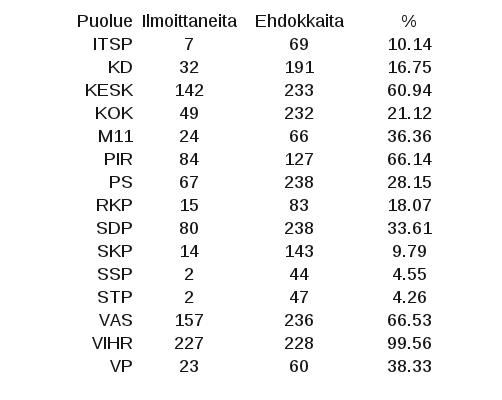 Puolue Ilmoittaneita Ehdokkaita %
ITSP 7 69 10.14
KD 32 191 16.75
KESK 142 233 60.94
KOK 49 232 21.12
M11 24 66 36.36
PIR 84 127 66.14
PS 67 238 28.15
RKP 15 83 18.07
SDP 80 238 33.61
SKP 14 143 9.79
SSP 2 44 4.55
STP 2 47 4.26
VAS 157 236 66.53
VIHR 227 228 99.56
VP 23 60 38.33